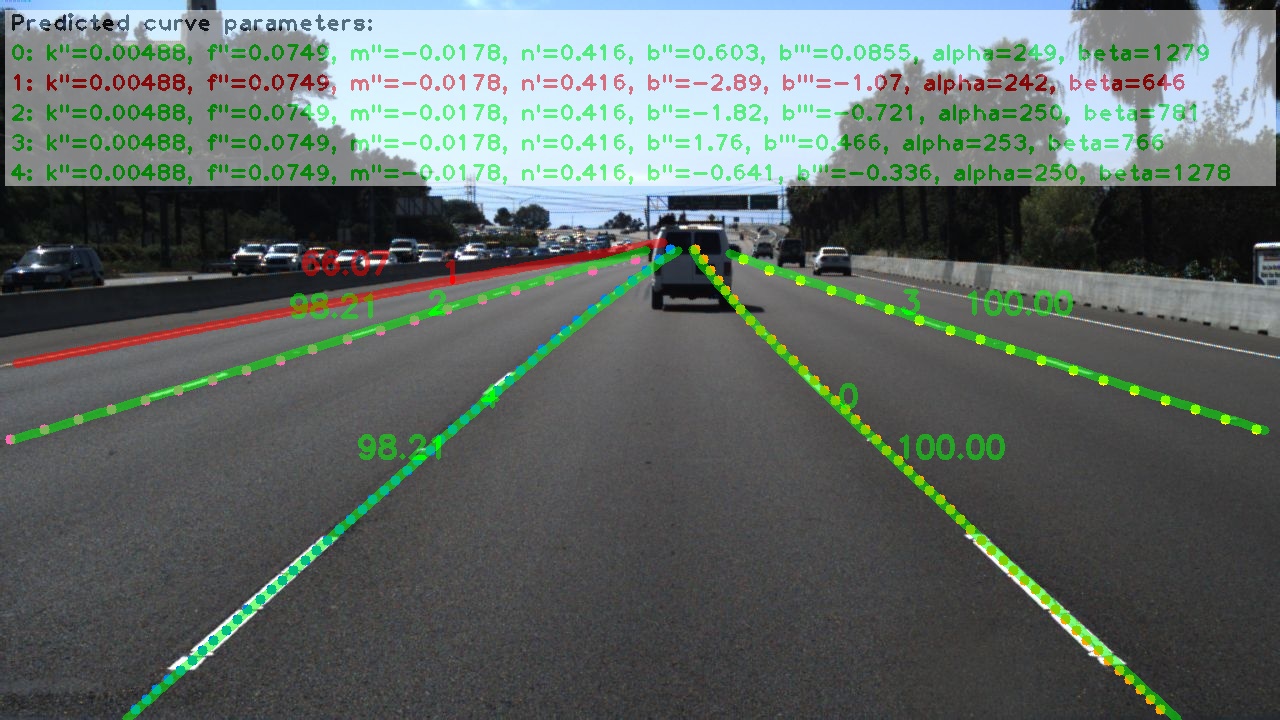 Predicted curve parameters:
0: k''=0.00488, f''=0.0749, m''=-0.0178, n'=0.416, b''=0.603, b'''=0.0855, alpha=249, beta=1279
1: k''=0.00488, f''=0.0749, m''=-0.0178, n'=0.416, b''=-2.89, b'''=-1.07, alpha=242, beta=646
2: k''=0.00488, f''=0.0749, m''=-0.0178, n'=0.416, b''=-1.82, b'''=-0.721, alpha=250, beta=781
3: k''=0.00488, f''=0.0749, m''=-0.0178, n'=0.416, b''=1.76, b'''=0.466, alpha=253, beta=766
4: k''=0.00488, f''=0.0749, m''=-0.0178, n'=0.416, b''=-0.641, b'''=-0.336, alpha=250, beta=1278
66.07 1
98.21 2 3 100.00
4 0
98.21 100.00